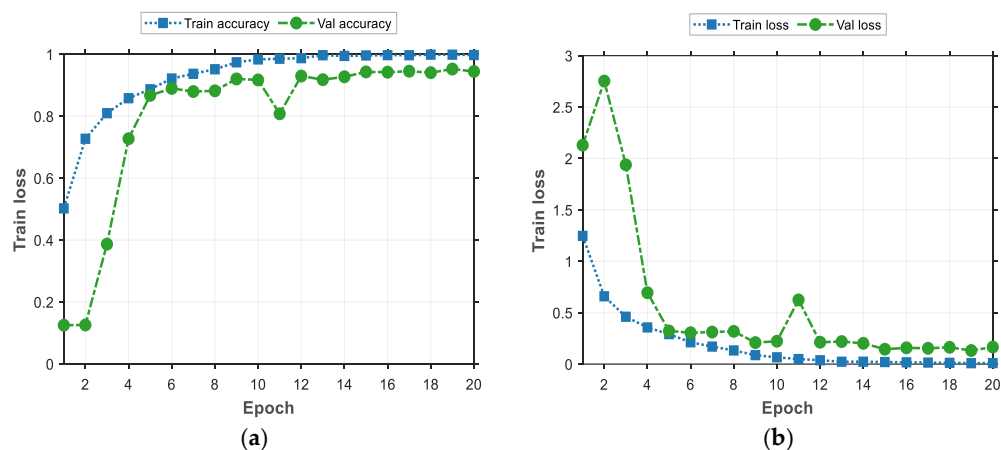 Train accuracy Val accuracy
1
0.8
0.6
0.4
0.2
0
Train loss
2 4 6 8 10 12 14 16 18 20
Epoch
(a)
Train loss Val loss
3
2.5
2
1.5
1
0.5
0
Train loss
2 4 6 8 10 12 14 16 18 20
Epoch
(b)